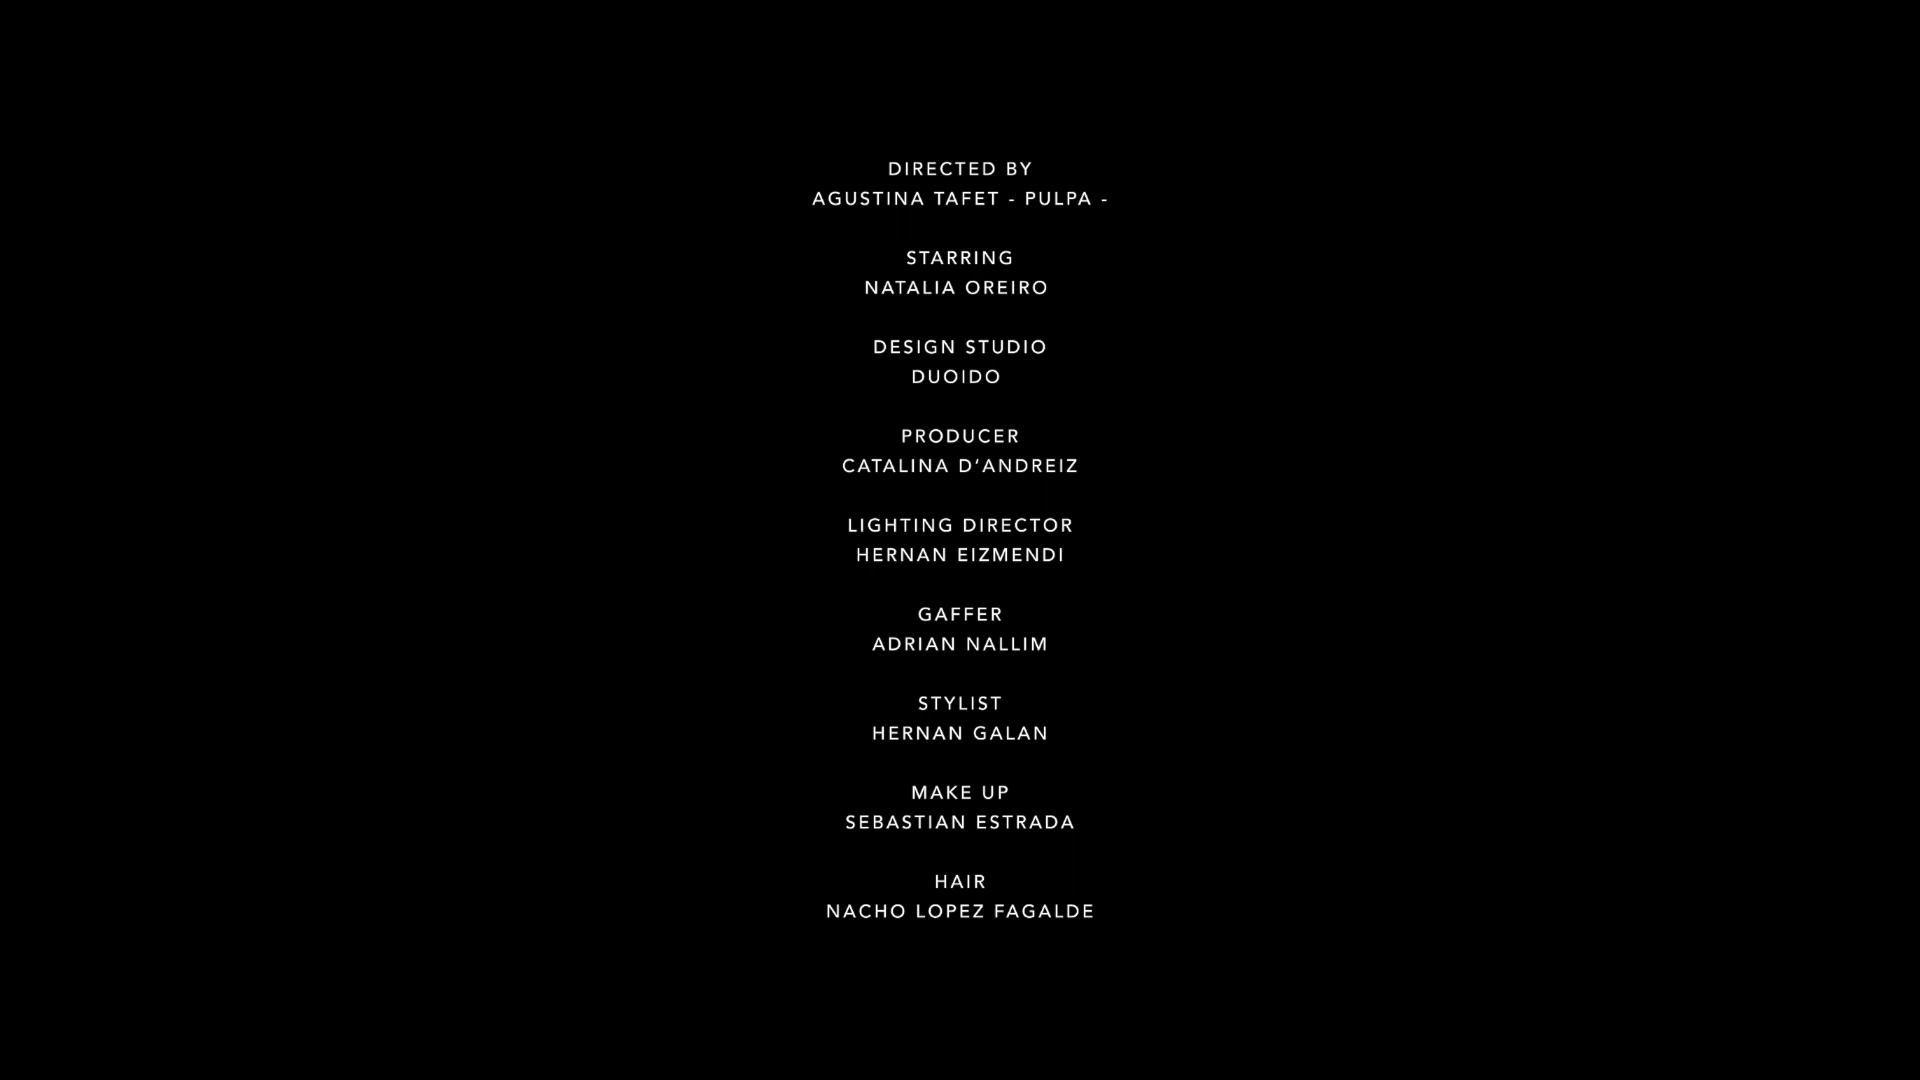 DIRECTED BY
AGUSTINA TAFET - PULPA -
STARRING
NATALIA OREIRO
DESIGN STUDIO
DUOIDO
PRODUCER
CATALINA D‘ANDREIZ
LIGHTING DIRECTOR
HERNAN EIZMENDI
GAFFER
ADRIAN NALLIM
STYLIST
HERNAN GALAN
MAKE UP
SEBASTIAN ESTRADA
HAIR
NACHO LOPEZ FAGALDE